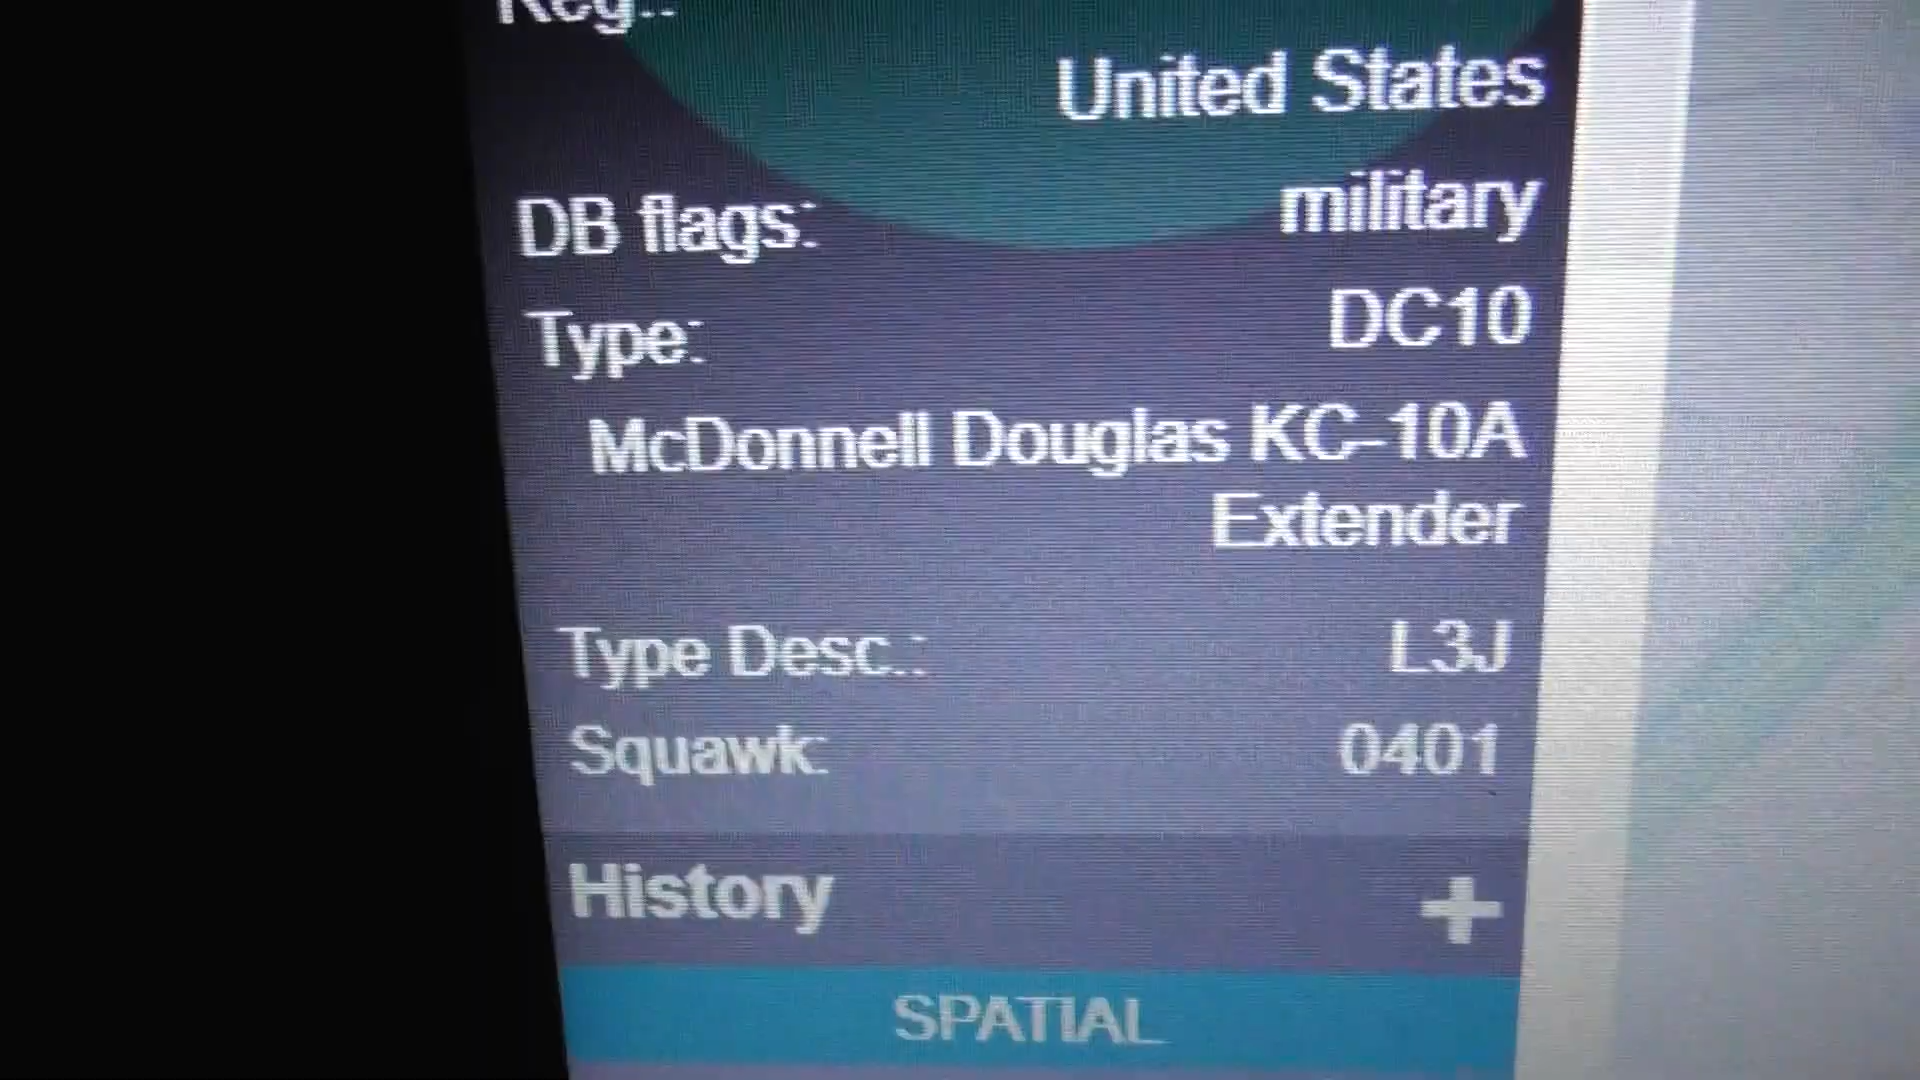 Reg.:
United States
DB flags: military
Type: DC10
McDonnell Douglas KC-10A
Extender
Type Desc.: L3J
Squawk: 0401
History +
SPATIAL